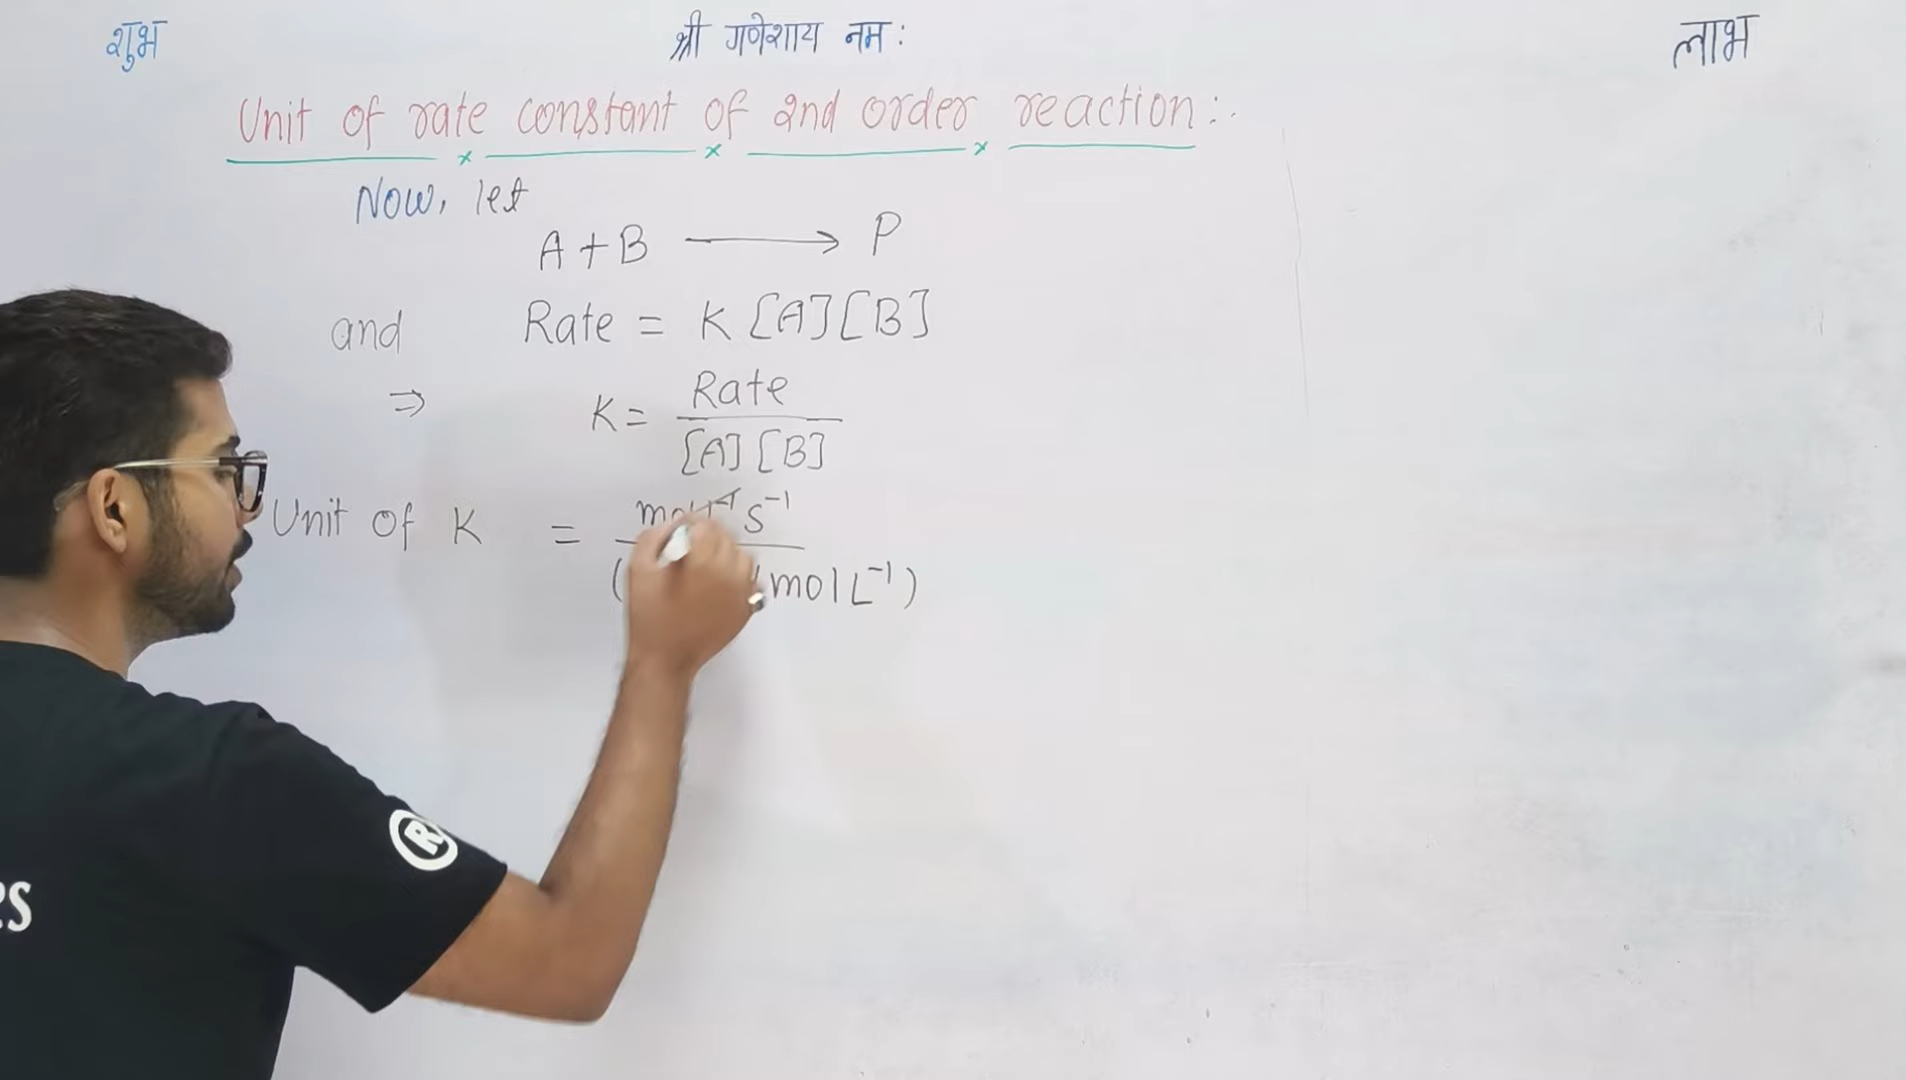 शुभ श्री गणेशाय नमः लाभ
Unit of rate constant of 2nd order reaction:-
Now, let
A + B ⟶ P
and Rate = K [A][B]
⇒ K = Rate / [A][B]
Unit of K = s⁻¹ / ( mol L⁻¹)
R